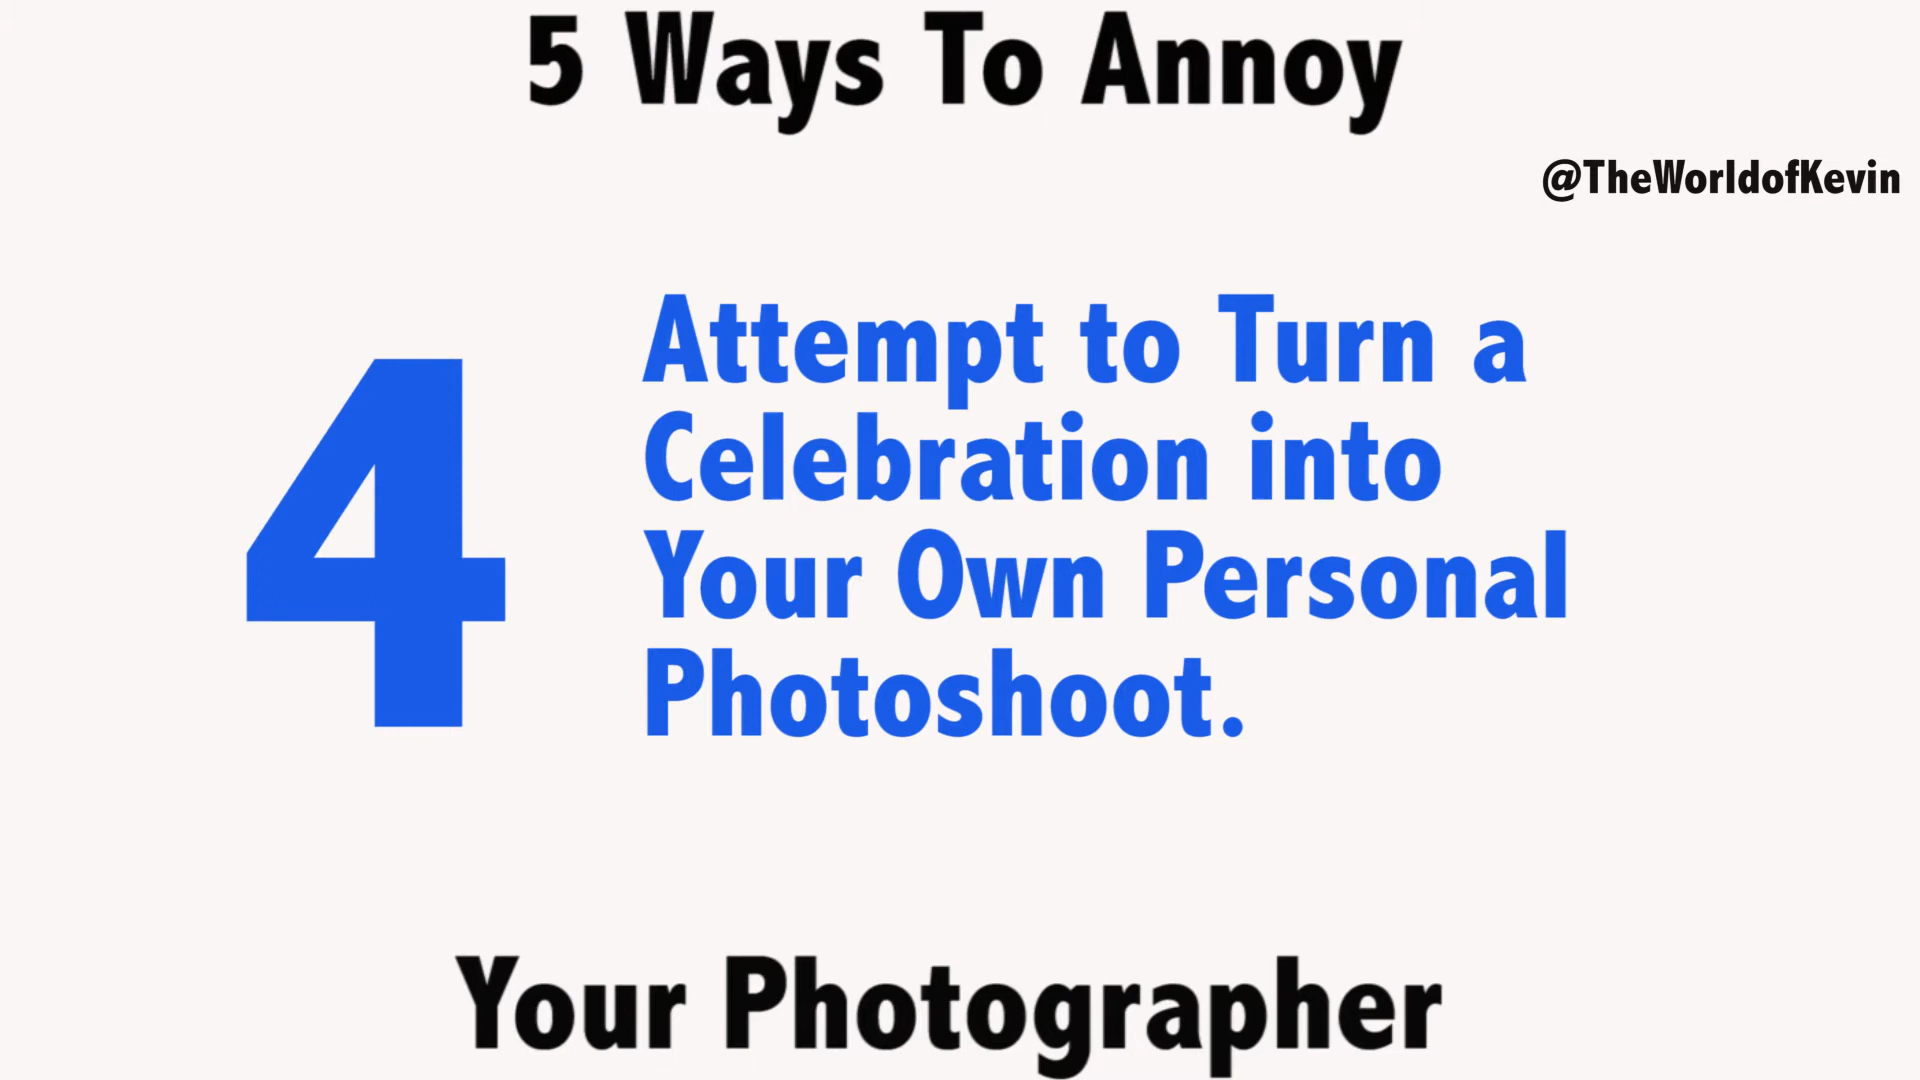 5 Ways To Annoy
@TheWorldofKevin
4
Attempt to Turn a
Celebration into
Your Own Personal
Photoshoot.
Your Photographer